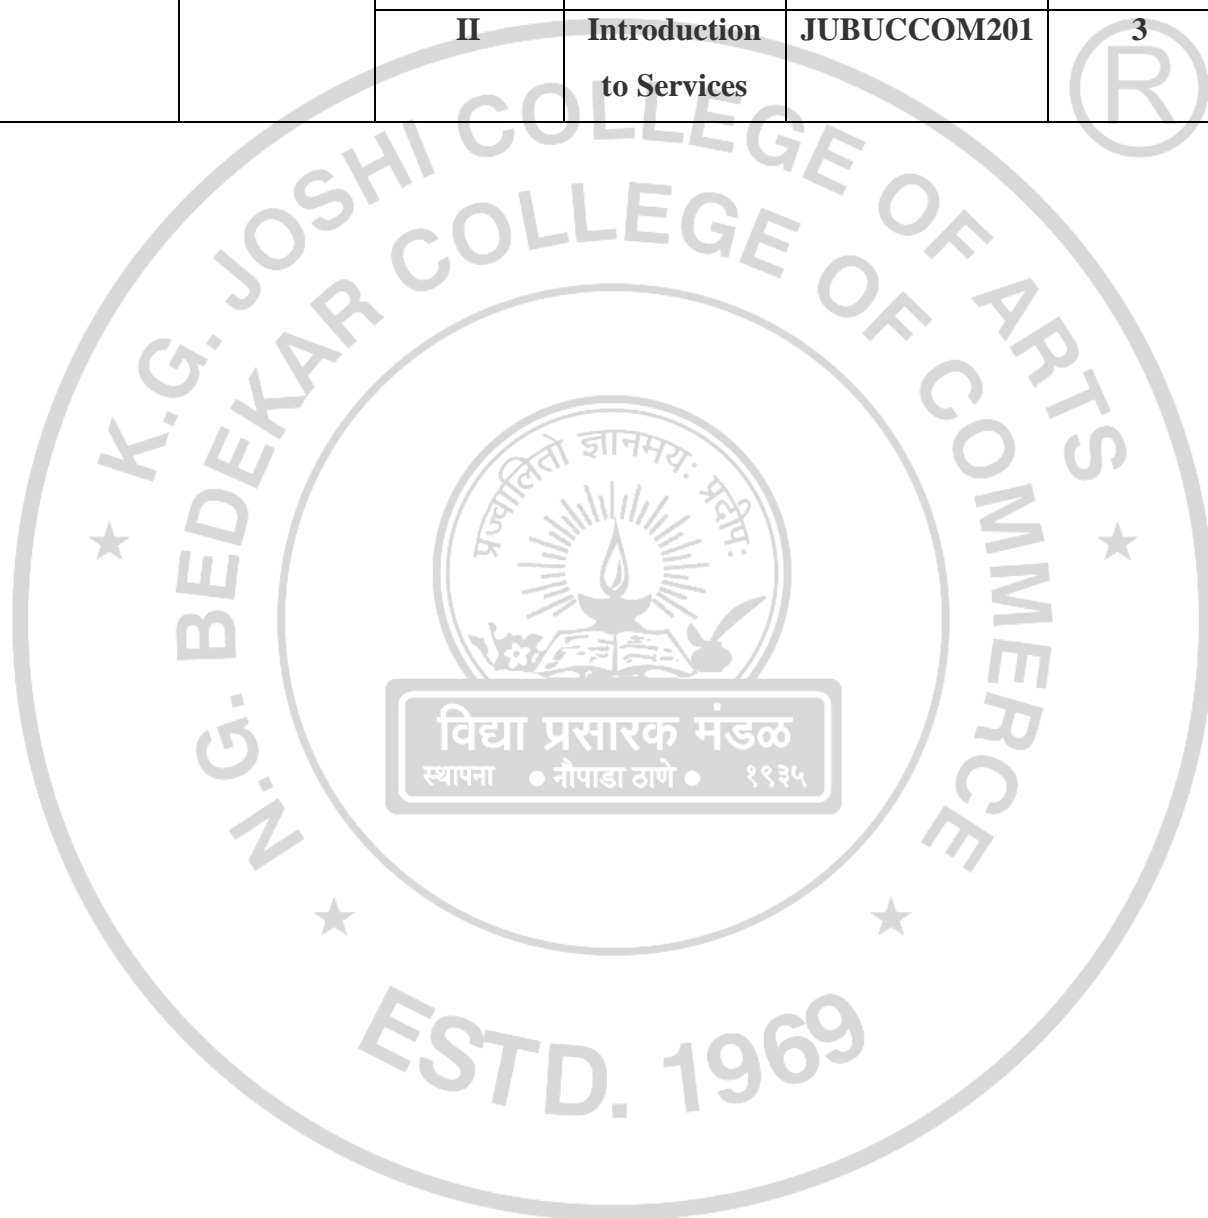 II Introduction JUBUCCOM201 3
to Services
®
K.G. JOSHI COLLEGE OF ARTS
N.G. BEDEKAR COLLEGE OF COMMERCE
प्रज्वालितो ज्ञानमयः प्रदीपः
विद्या प्रसारक मंडळ
स्थापना • नौपाडा ठाणे • १९३५
ESTD. 1969